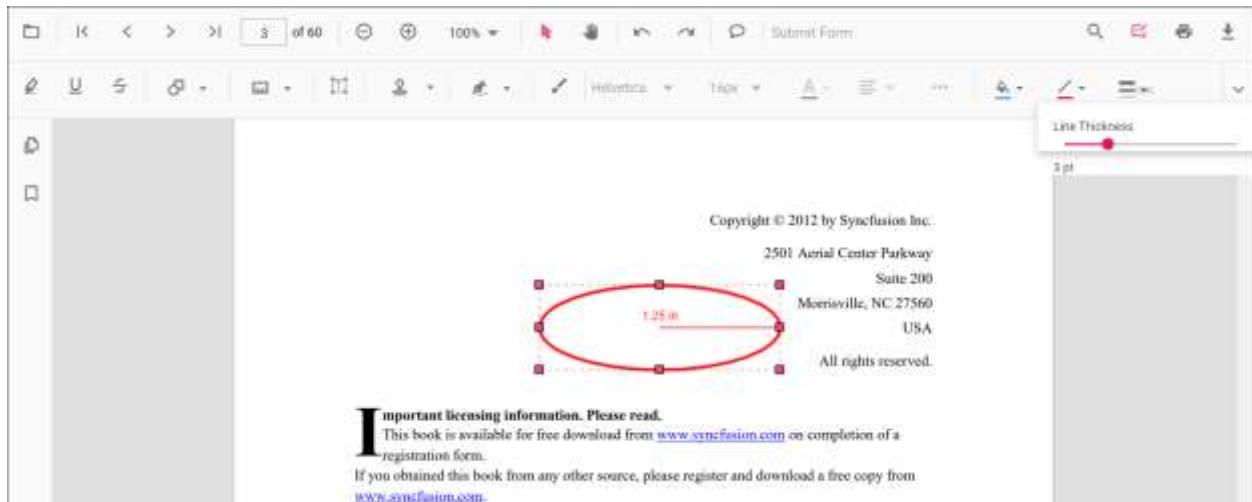 3 of 60 100% Submit Form
Helvetica 16px A
Line Thickness
3 pt
Copyright © 2012 by Syncfusion Inc.
2501 Aerial Center Parkway
Suite 200
Morrisville, NC 27560
USA
All rights reserved.
1.25 in
Important licensing information. Please read.
This book is available for free download from www.syncfusion.com on completion of a
registration form.
If you obtained this book from any other source, please register and download a free copy from
www.syncfusion.com.